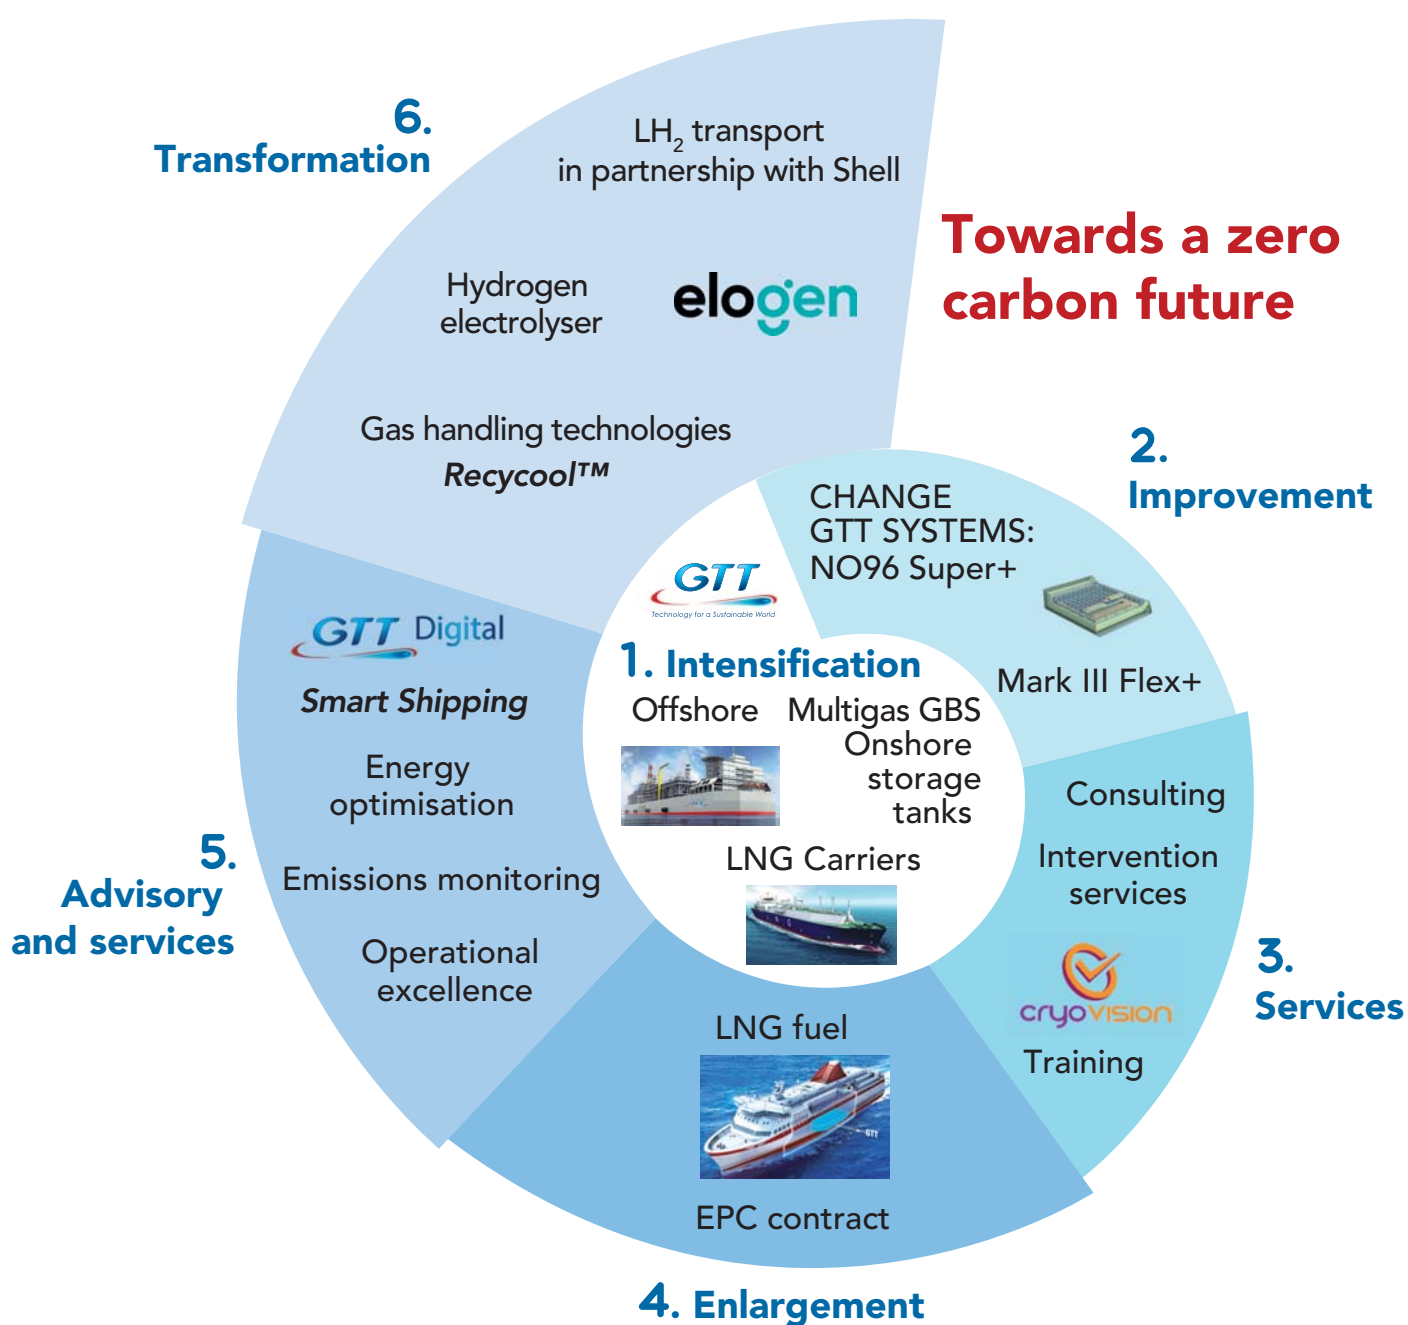 6.
Transformation
LH₂ transport
in partnership with Shell
Hydrogen
electrolyser
elogen
Gas handling technologies
Recycool™
Towards a zero
carbon future
2.
Improvement
CHANGE
GTT SYSTEMS:
NO96 Super+
Mark III Flex+
GTT
Technology for a Sustainable World
1. Intensification
Offshore
Multigas GBS
Onshore
storage
tanks
LNG Carriers
LNG
3.
Services
Consulting
Intervention
services
cryovision
Training
4. Enlargement
LNG fuel
GTT
EPC contract
5.
Advisory
and services
GTT Digital
Smart Shipping
Energy
optimisation
Emissions monitoring
Operational
excellence